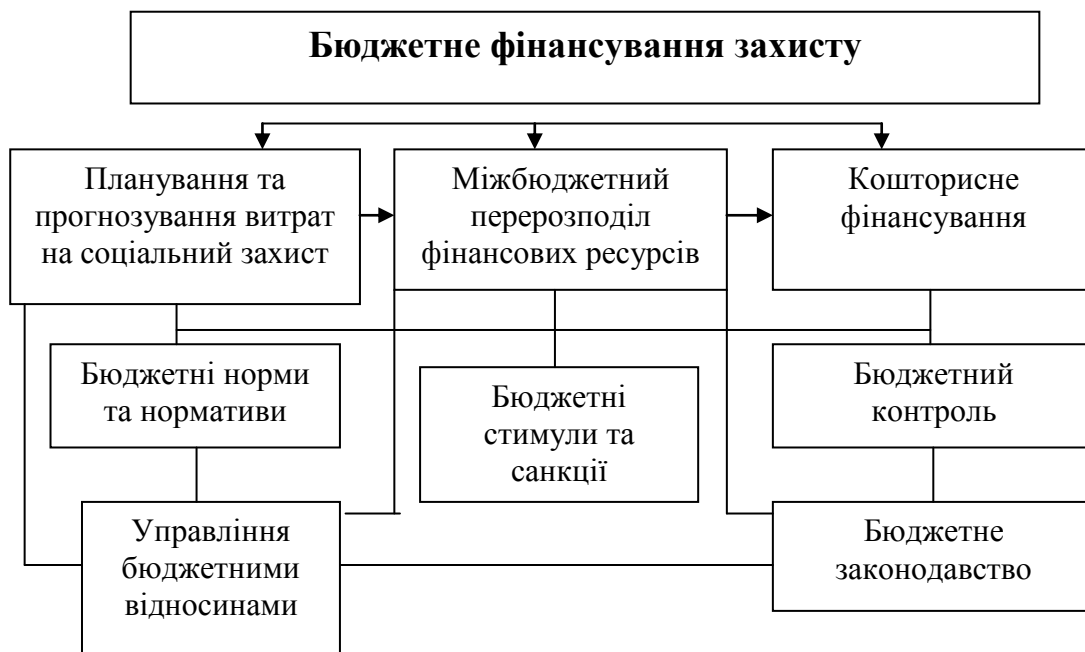 Бюджетне фінансування захисту
Планування та
прогнозування витрат
на соціальний захист
Міжбюджетний
перерозподіл
фінансових ресурсів
Кошторисне
фінансування
Бюджетні норми
та нормативи
Бюджетні
стимули та
санкції
Бюджетний
контроль
Управління
бюджетними
відносинами
Бюджетне
законодавство